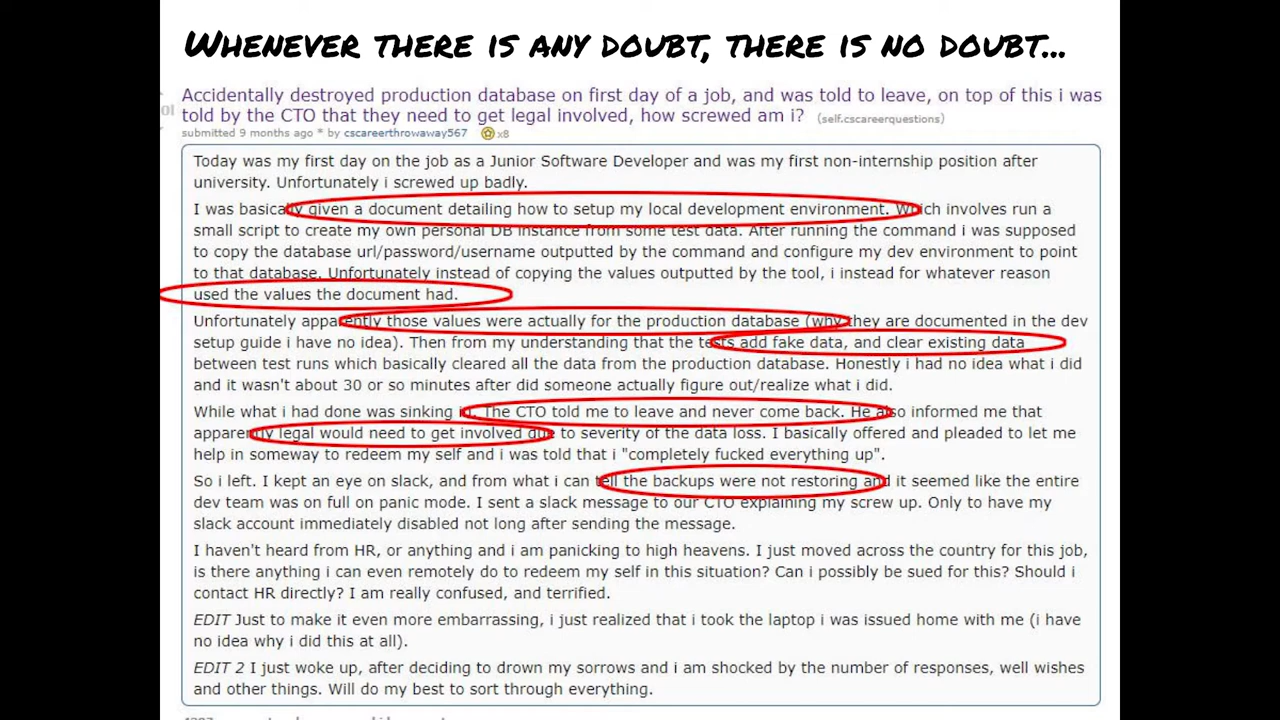 WHENEVER THERE IS ANY DOUBT, THERE IS NO DOUBT...
Accidentally destroyed production database on first day of a job, and was told to leave, on top of this i was
told by the CTO that they need to get legal involved, how screwed am i? (self.cscareerquestions)
submitted 9 months ago * by cscareerthrowaway567 x8
Today was my first day on the job as a Junior Software Developer and was my first non-internship position after
university. Unfortunately i screwed up badly.
I was basically given a document detailing how to setup my local development environment. Which involves run a
small script to create my own personal DB instance from some test data. After running the command i was supposed
to copy the database url/password/username outputted by the command and configure my dev environment to point
to that database. Unfortunately instead of copying the values outputted by the tool, i instead for whatever reason
used the values the document had.
Unfortunately apparently those values were actually for the production database (why they are documented in the dev
setup guide i have no idea). Then from my understanding that the tests add fake data, and clear existing data
between test runs which basically cleared all the data from the production database. Honestly i had no idea what i did
and it wasn't about 30 or so minutes after did someone actually figure out/realize what i did.
While what i had done was sinking in. The CTO told me to leave and never come back. He also informed me that
apparently legal would need to get involved due to severity of the data loss. I basically offered and pleaded to let me
help in someway to redeem my self and i was told that i "completely fucked everything up".
So i left. I kept an eye on slack, and from what i can tell the backups were not restoring and it seemed like the entire
dev team was on full on panic mode. I sent a slack message to our CTO explaining my screw up. Only to have my
slack account immediately disabled not long after sending the message.
I haven't heard from HR, or anything and i am panicking to high heavens. I just moved across the country for this job,
is there anything i can even remotely do to redeem my self in this situation? Can i possibly be sued for this? Should i
contact HR directly? I am really confused, and terrified.
EDIT Just to make it even more embarrassing, i just realized that i took the laptop i was issued home with me (i have
no idea why i did this at all).
EDIT 2 I just woke up, after deciding to drown my sorrows and i am shocked by the number of responses, well wishes
and other things. Will do my best to sort through everything.